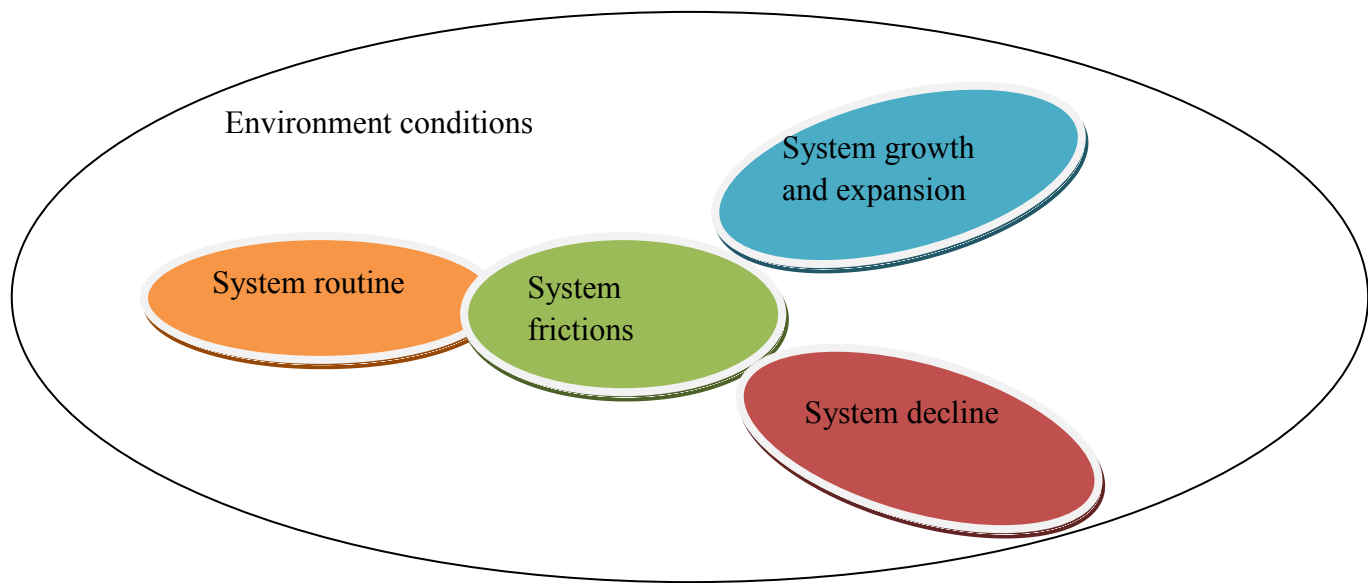 Environment conditions
System growth
and expansion
System routine
System
frictions
System decline